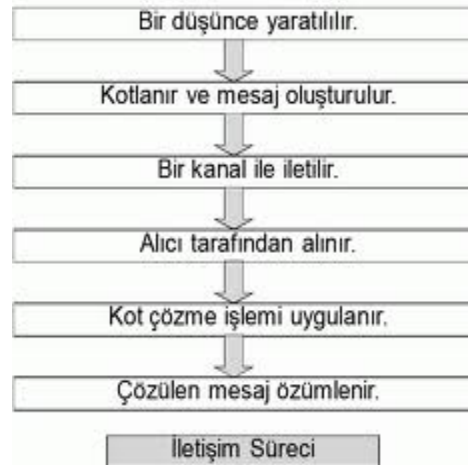 Bir düşünce yaratılılır.
Kotlanır ve mesaj oluşturulur.
Bir kanal ile iletilir.
Alıcı tarafından alınır.
Kot çözme işlemi uygulanır.
Çözülen mesaj özümlenir.
İletişim Süreci